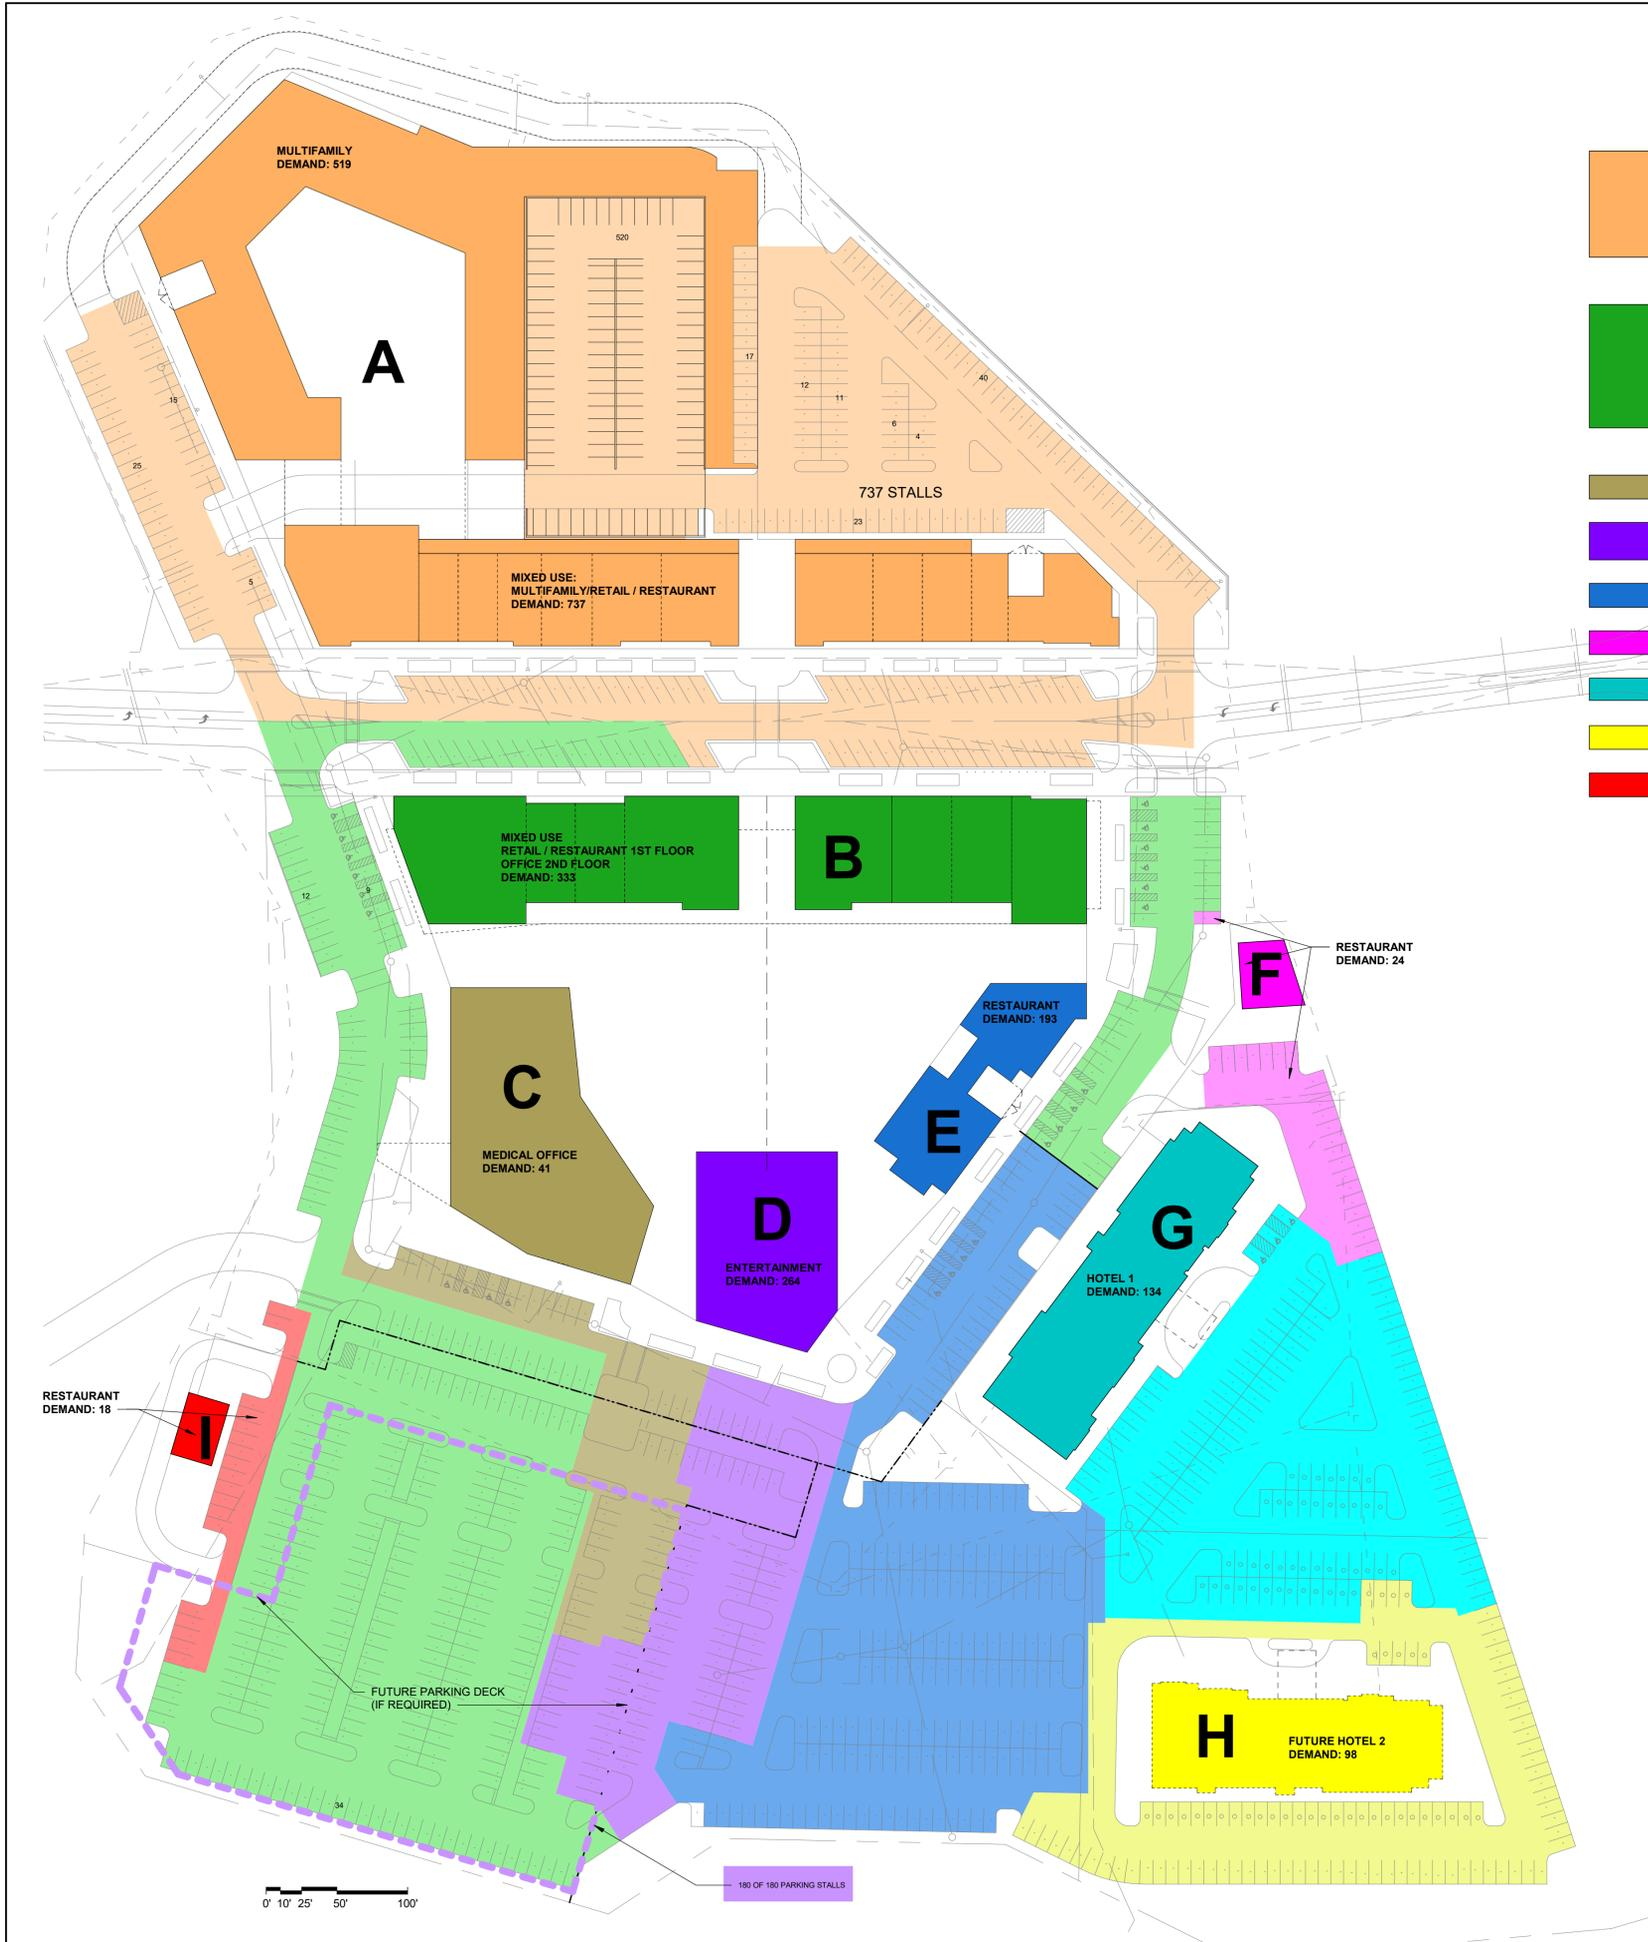 MULTIFAMILY
DEMAND: 519
520
A
17
12
11
40
6
4
15
25
737 STALLS
23
5
MIXED USE:
MULTIFAMILY/RETAIL / RESTAURANT
DEMAND: 737
MIXED USE
RETAIL / RESTAURANT 1ST FLOOR
OFFICE 2ND FLOOR
DEMAND: 333
B
12
9
RESTAURANT
DEMAND: 24
F
RESTAURANT
DEMAND: 193
E
C
MEDICAL OFFICE
DEMAND: 41
D
ENTERTAINMENT
DEMAND: 264
G
HOTEL 1
DEMAND: 134
RESTAURANT
DEMAND: 18
I
FUTURE PARKING DECK
(IF REQUIRED)
H
FUTURE HOTEL 2
DEMAND: 98
34
180 OF 180 PARKING STALLS
0' 10' 25' 50' 100'